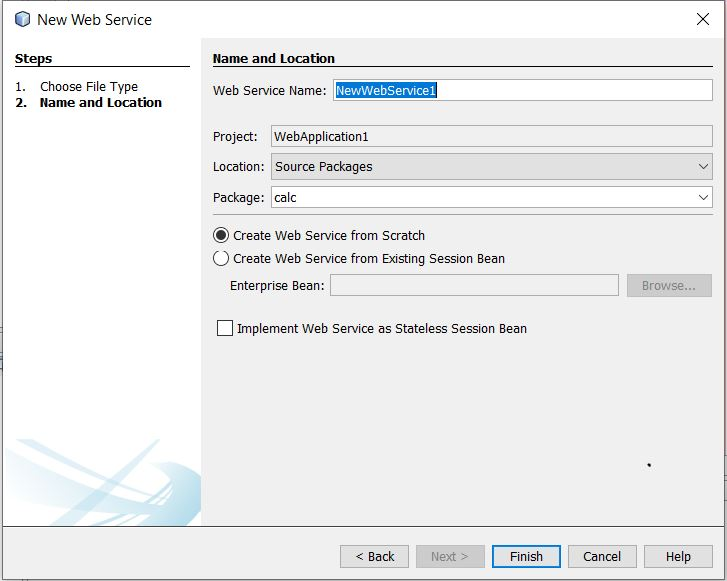 New Web Service
Steps
1. Choose File Type
2. Name and Location
Name and Location
Web Service Name: NewWebService1
Project: WebApplication1
Location: Source Packages
Package: calc
Create Web Service from Scratch
Create Web Service from Existing Session Bean
Enterprise Bean: Browse...
Implement Web Service as Stateless Session Bean
< Back Next > Finish Cancel Help